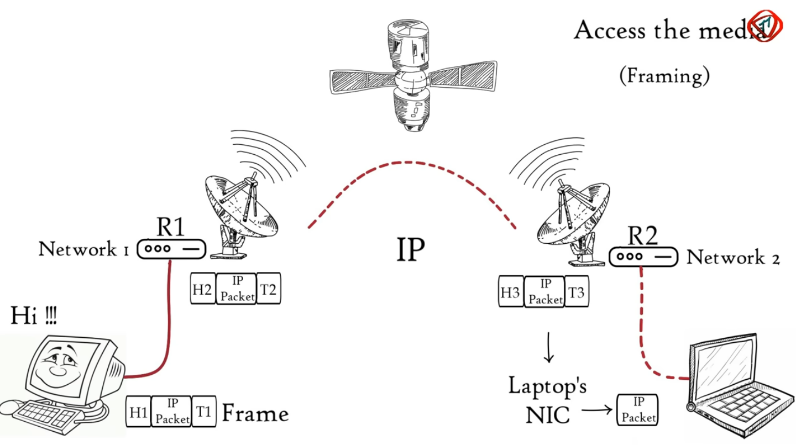 Access the media
(Framing)
R1
Network 1
IP
R2
Network 2
H2 IP Packet T2
H3 IP Packet T3
Hi !!!
H1 IP Packet T1 Frame
Laptop's
NIC
IP
Packet